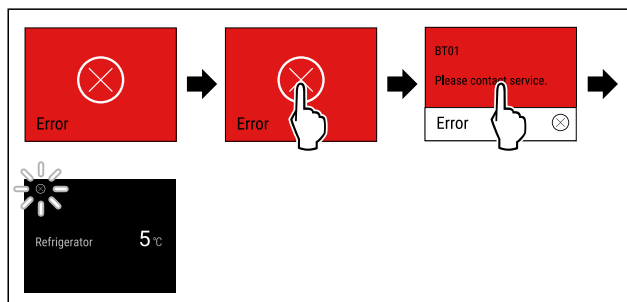 Error
Error
BT01
Please contact service.
Error
Refrigerator 5 °C